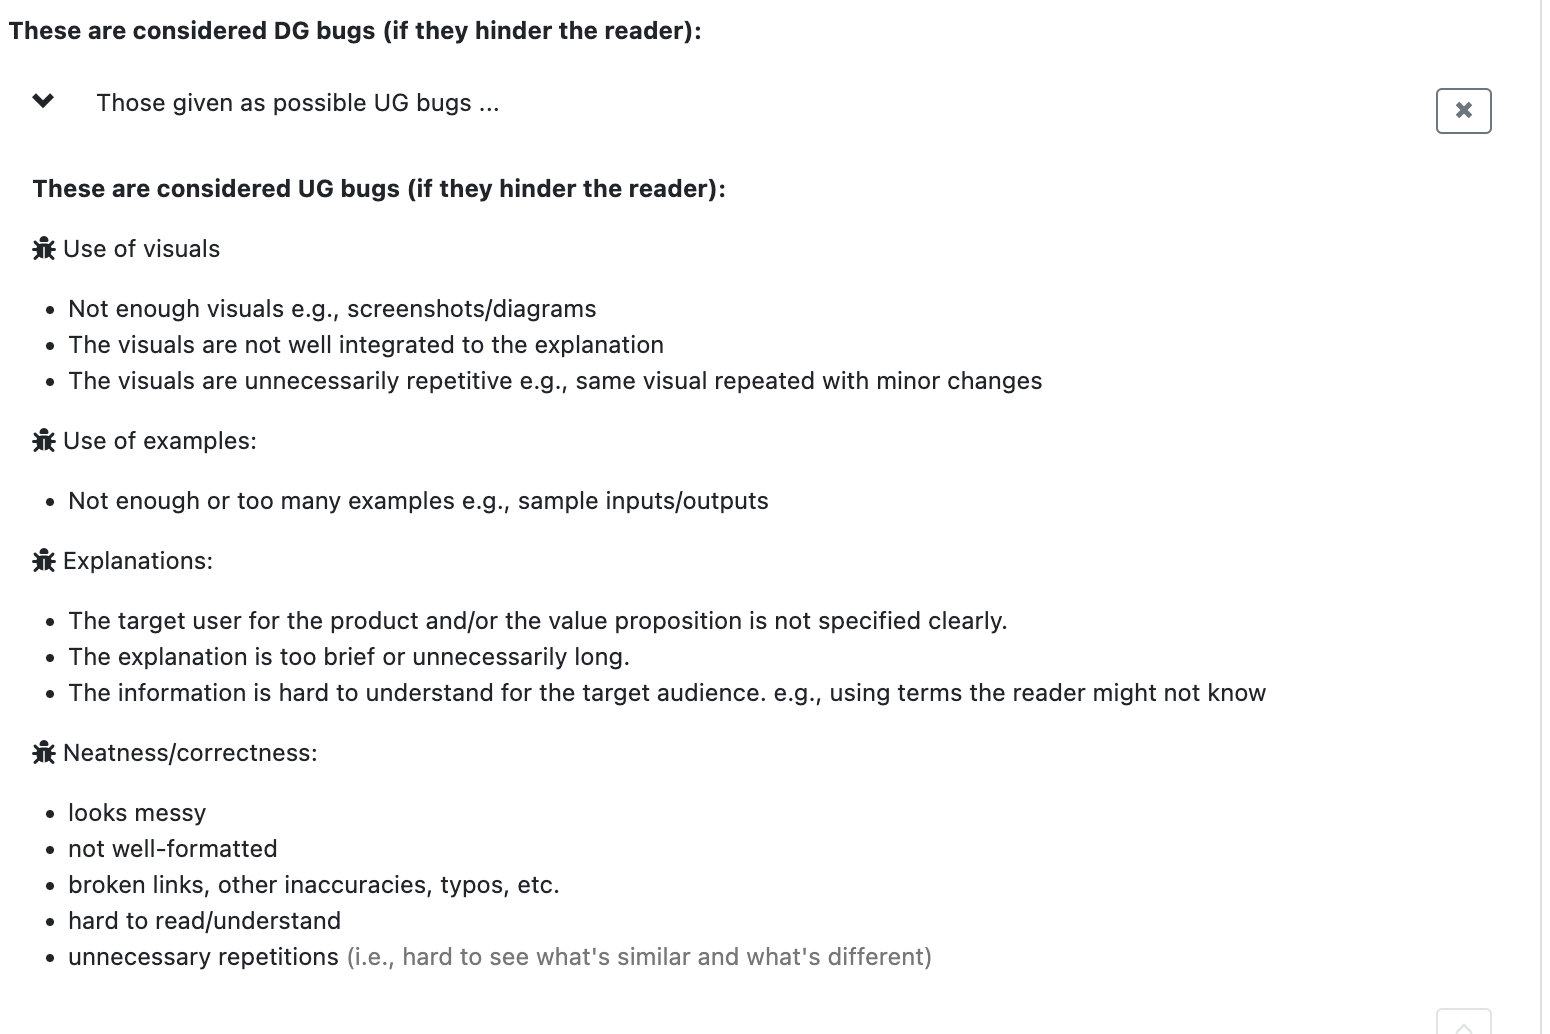 These are considered DG bugs (if they hinder the reader):
Those given as possible UG bugs ...
These are considered UG bugs (if they hinder the reader):
Use of visuals
Not enough visuals e.g., screenshots/diagrams
The visuals are not well integrated to the explanation
The visuals are unnecessarily repetitive e.g., same visual repeated with minor changes
Use of examples:
Not enough or too many examples e.g., sample inputs/outputs
Explanations:
The target user for the product and/or the value proposition is not specified clearly.
The explanation is too brief or unnecessarily long.
The information is hard to understand for the target audience. e.g., using terms the reader might not know
Neatness/correctness:
looks messy
not well-formatted
broken links, other inaccuracies, typos, etc.
hard to read/understand
unnecessary repetitions (i.e., hard to see what's similar and what's different)